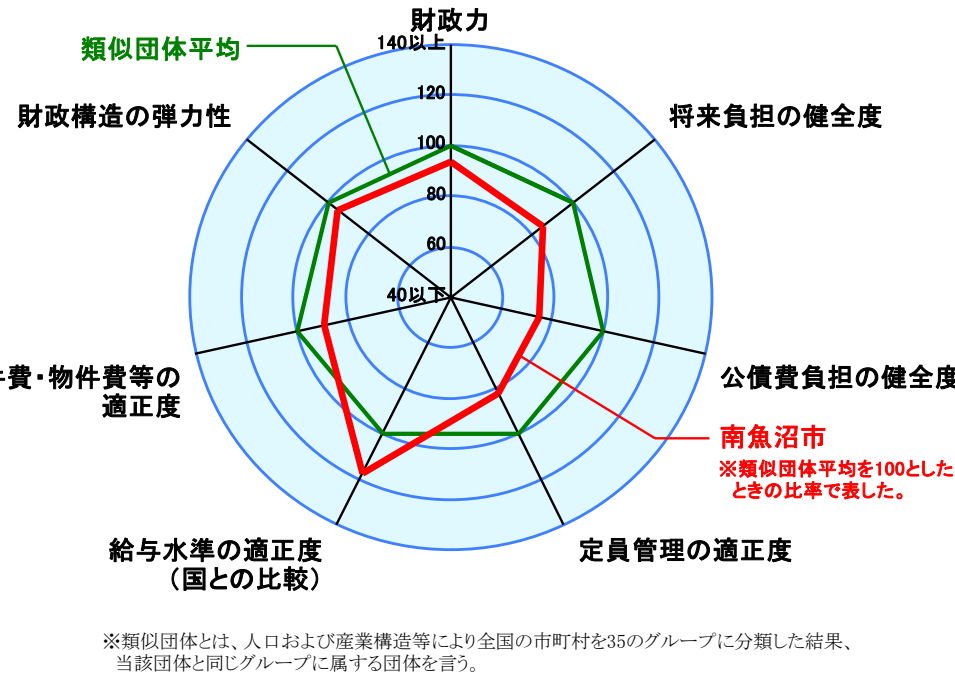 財政力
140以上
類似団体平均
120
財政構造の弾力性
将来負担の健全度
100
80
60
40以下
件費・物件費等の
適正度
公債費負担の健全度
南魚沼市
※類似団体平均を100とした
ときの比率で表した。
給与水準の適正度
(国との比較)
定員管理の適正度
※類似団体とは、人口および産業構造等により全国の市町村を35のグループに分類した結果、
当該団体と同じグループに属する団体を言う。